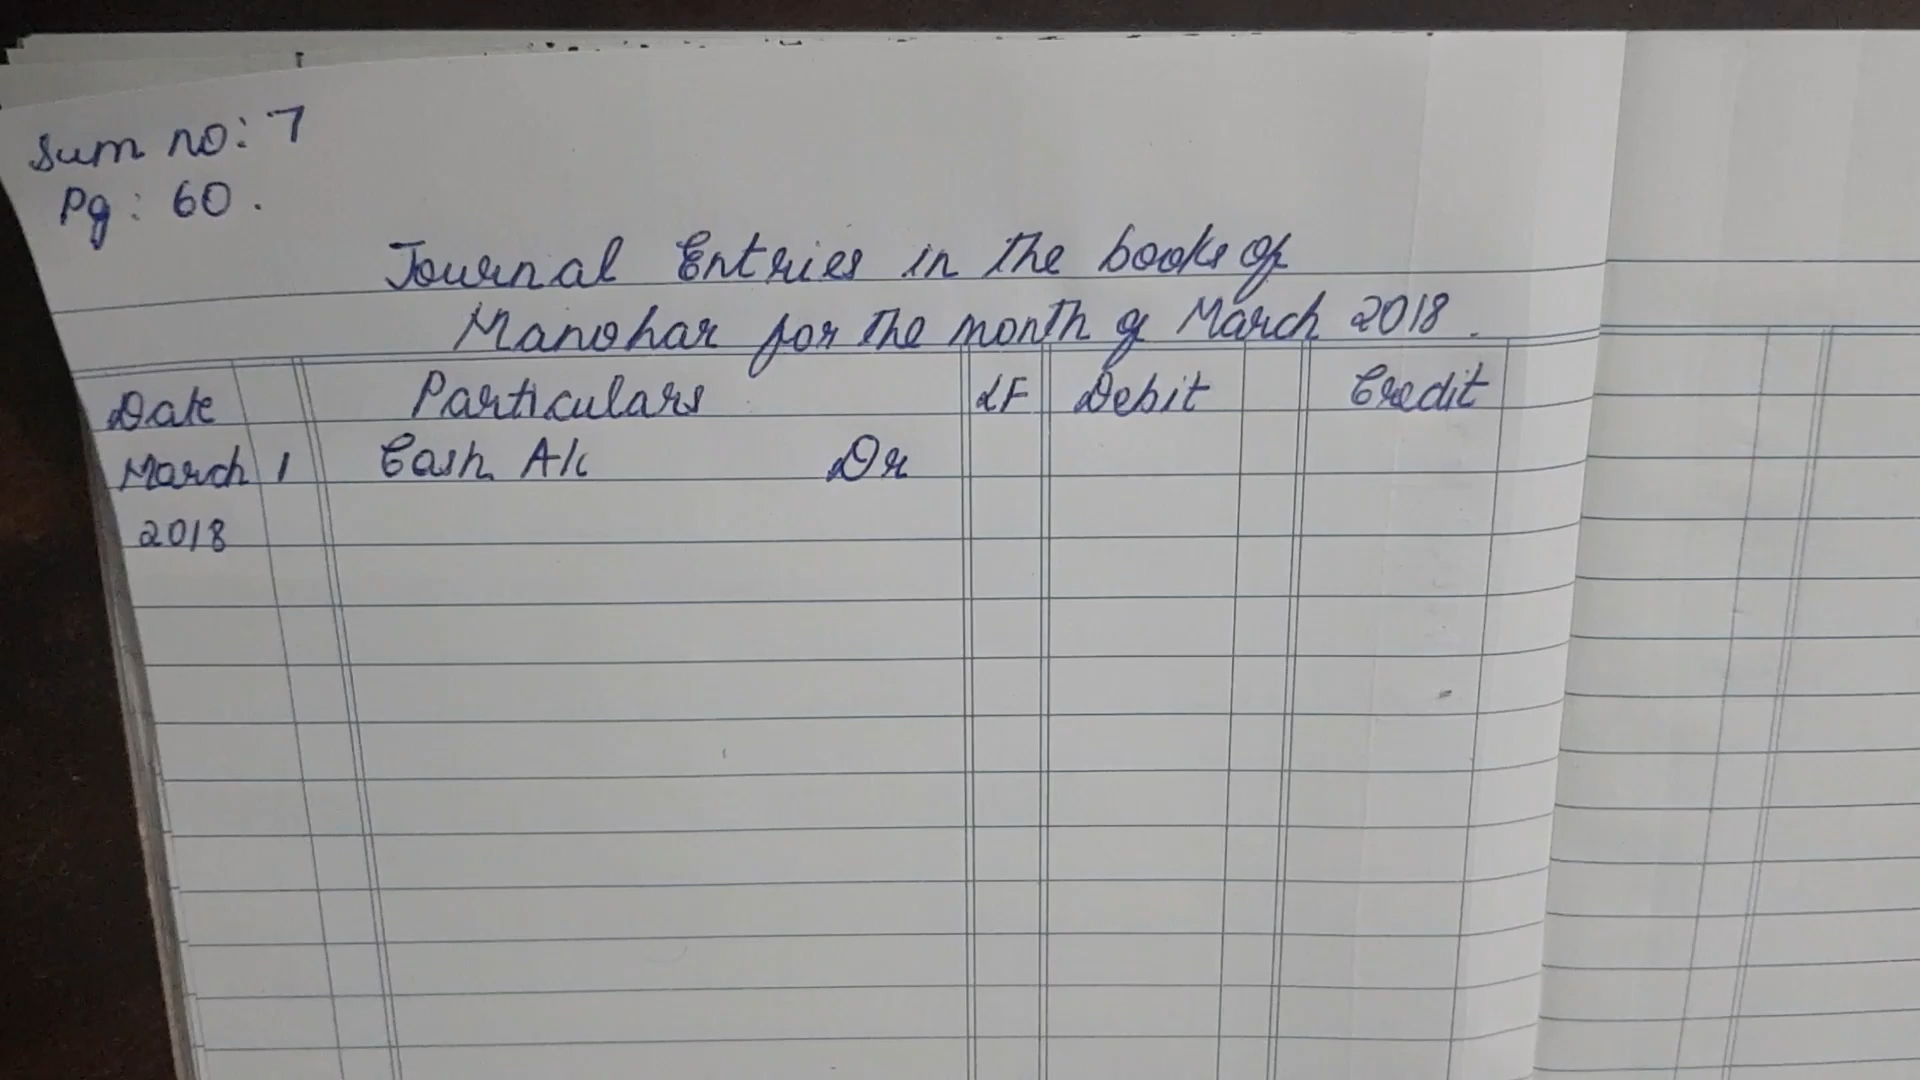 Sum no: 7
Pg: 60.
Journal Entries in the books of
Manohar for the month of March 2018.
Date Particulars LF Debit Credit
March 1 Cash A/c Dr
2018